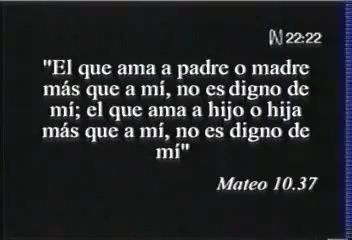 N 22:22
"El que ama a padre o madre
más que a mí, no es digno de
mí; el que ama a hijo o hija
más que a mí, no es digno de
mí"
Mateo 10.37